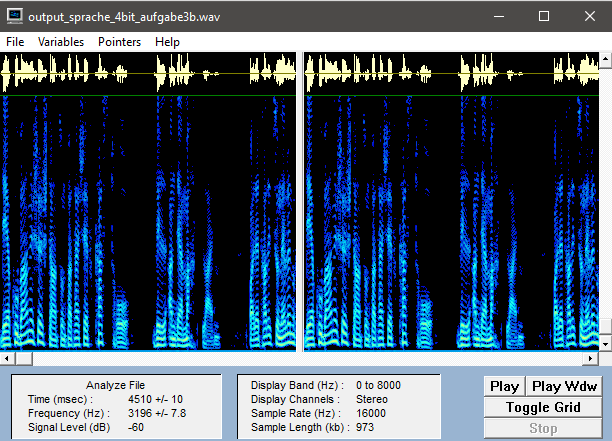 output_sprache_4bit_aufgabe3b.wav
File Variables Pointers Help
Analyze File
Time (msec) : 4510 +/- 10
Frequency (Hz) : 3196 +/- 7.8
Signal Level (dB) -60
Display Band (Hz) : 0 to 8000
Display Channels : Stereo
Sample Rate (Hz) : 16000
Sample Length (kb) : 973
Play Play Wdw
Toggle Grid
Stop